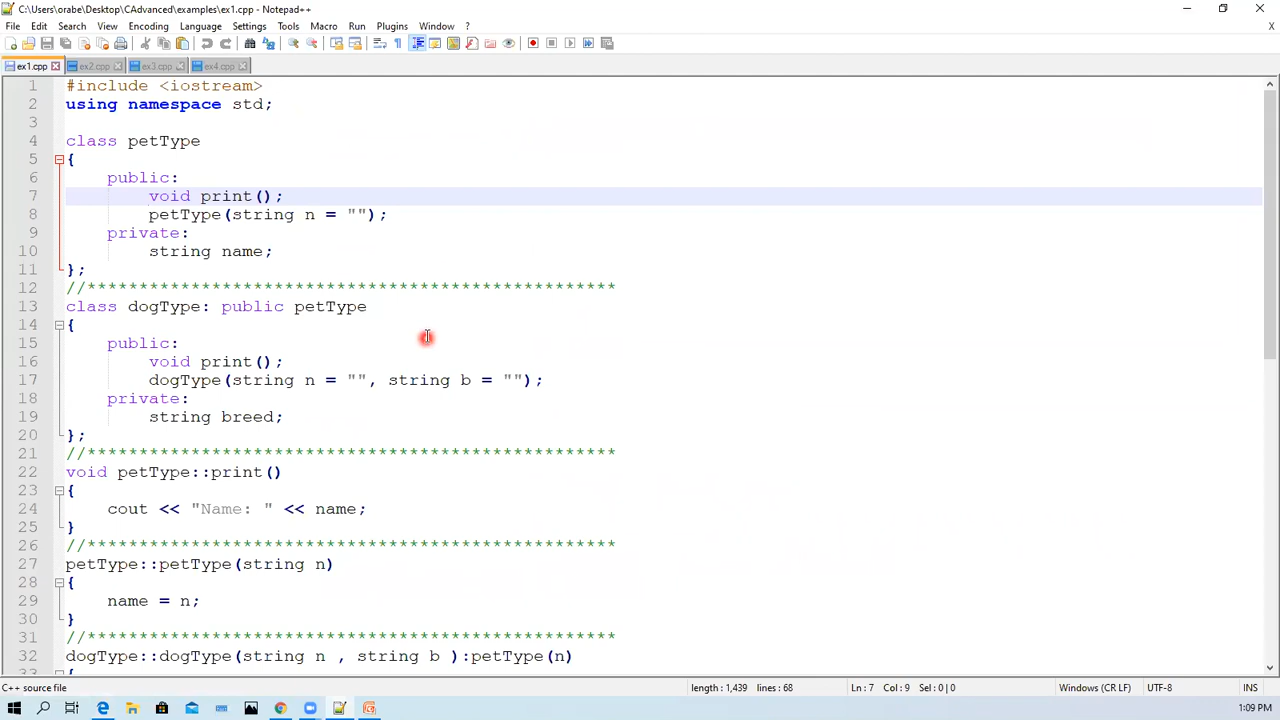 C:\Users\orabe\Desktop\CAdvanced\examples\ex1.cpp - Notepad++
File Edit Search View Encoding Language Settings Tools Macro Run Plugins Window ? X
ex1.cpp ex2.cpp ex3.cpp ex4.cpp
1 #include <iostream>
2 using namespace std;
3
4 class petType
5 {
6 public:
7 void print();
8 petType(string n = "");
9 private:
10 string name;
11 };
12 //***************************************************
13 class dogType: public petType
14 {
15 public:
16 void print();
17 dogType(string n = "", string b = "");
18 private:
19 string breed;
20 };
21 //***************************************************
22 void petType::print()
23 {
24 cout << "Name: " << name;
25 }
26 //***************************************************
27 petType::petType(string n)
28 {
29 name = n;
30 }
31 //***************************************************
32 dogType::dogType(string n , string b ):petType(n)
33 {
C++ source file length : 1,439 lines : 68 Ln : 7 Col : 9 Sel : 0 | 0 Windows (CR LF) UTF-8 INS
1:09 PM